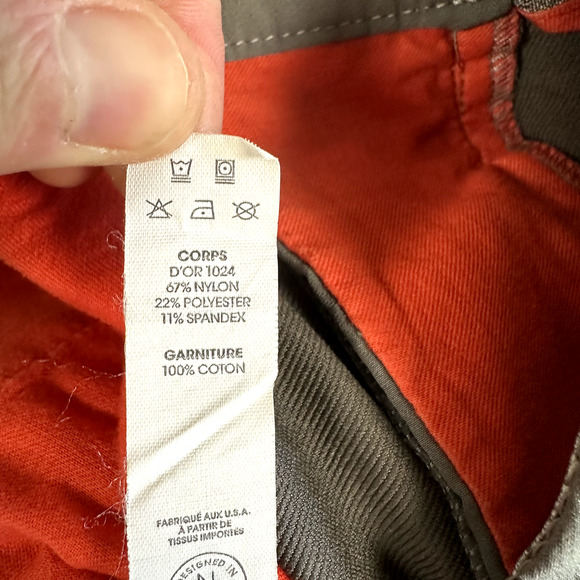 CORPS
D'OR 1024
67% NYLON
22% POLYESTER
11% SPANDEX
GARNITURE
100% COTON
FABRIQUÉ AUX U.S.A.
À PARTIR DE
TISSUS IMPORTÉS
DESIGNED IN